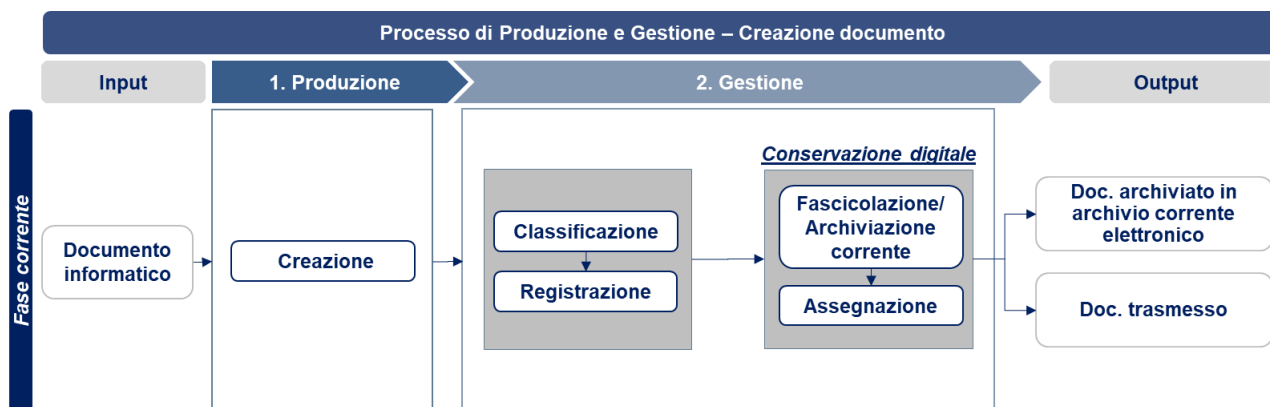 Processo di Produzione e Gestione – Creazione documento
Input
1. Produzione
2. Gestione
Output
Fase corrente
Documento
informatico
Creazione
Classificazione
Registrazione
Conservazione digitale
Fascicolazione/
Archiviazione
corrente
Assegnazione
Doc. archiviato in
archivio corrente
elettronico
Doc. trasmesso